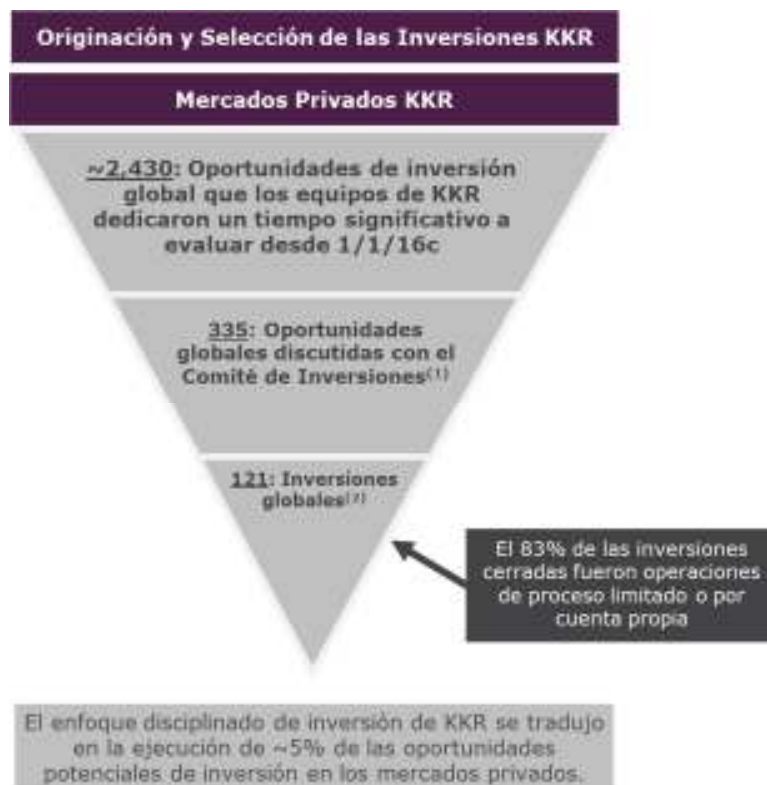 Originación y Selección de las Inversiones KKR
Mercados Privados KKR
~2,430: Oportunidades de inversión
global que los equipos de KKR
dedicaron un tiempo significativo a
evaluar desde 1/1/16c
335: Oportunidades
globales discutidas con el
Comité de Inversiones(1)
121: Inversiones
globales(2)
El 83% de las inversiones
cerradas fueron operaciones
de proceso limitado o por
cuenta propia
El enfoque disciplinado de inversión de KKR se tradujo
en la ejecución de ~5% de las oportunidades
potenciales de inversión en los mercados privados.